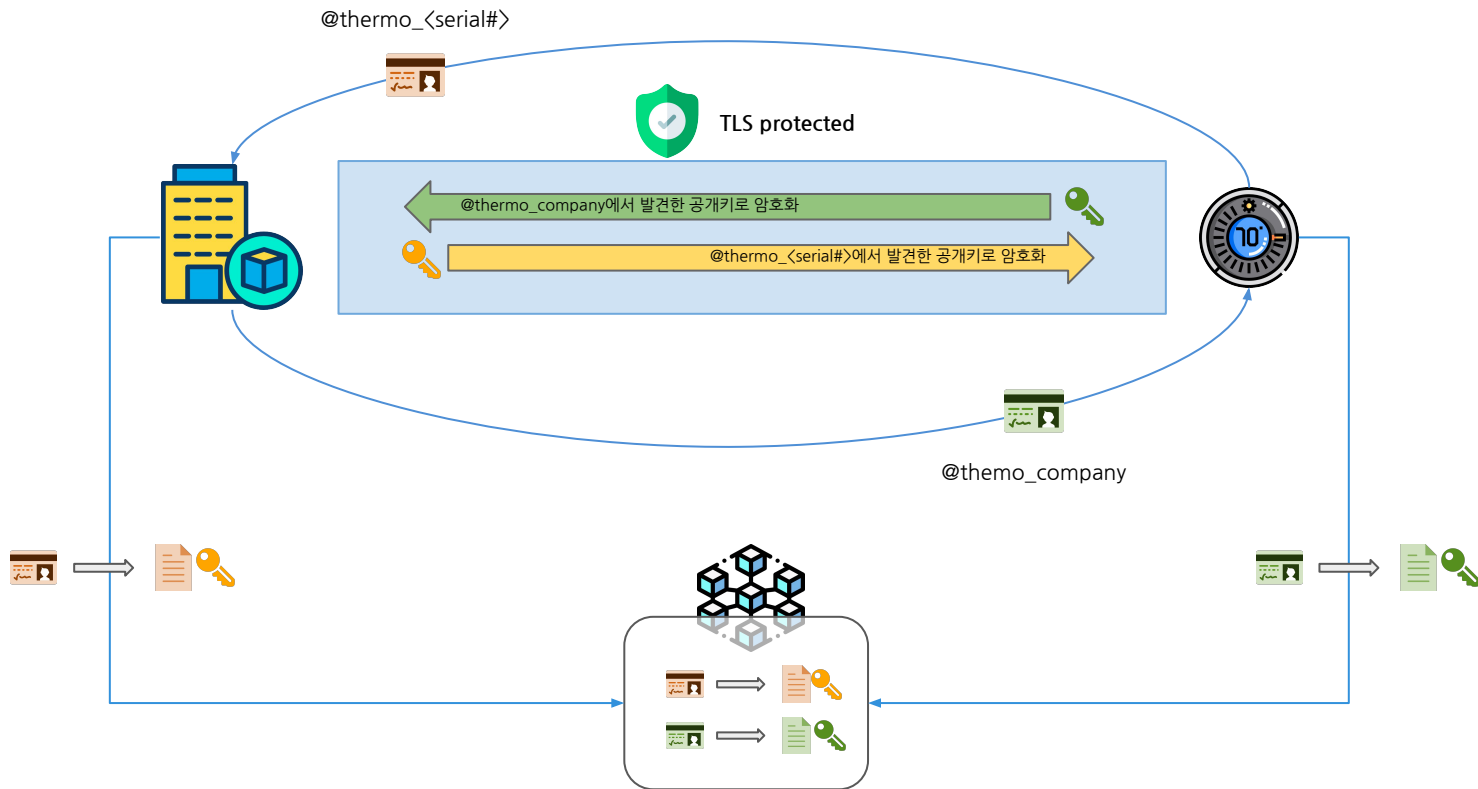 @thermo_<serial#>
TLS protected
@thermo_company에서 발견한 공개키로 암호화
@thermo_<serial#>에서 발견한 공개키로 암호화
70°
@themo_company